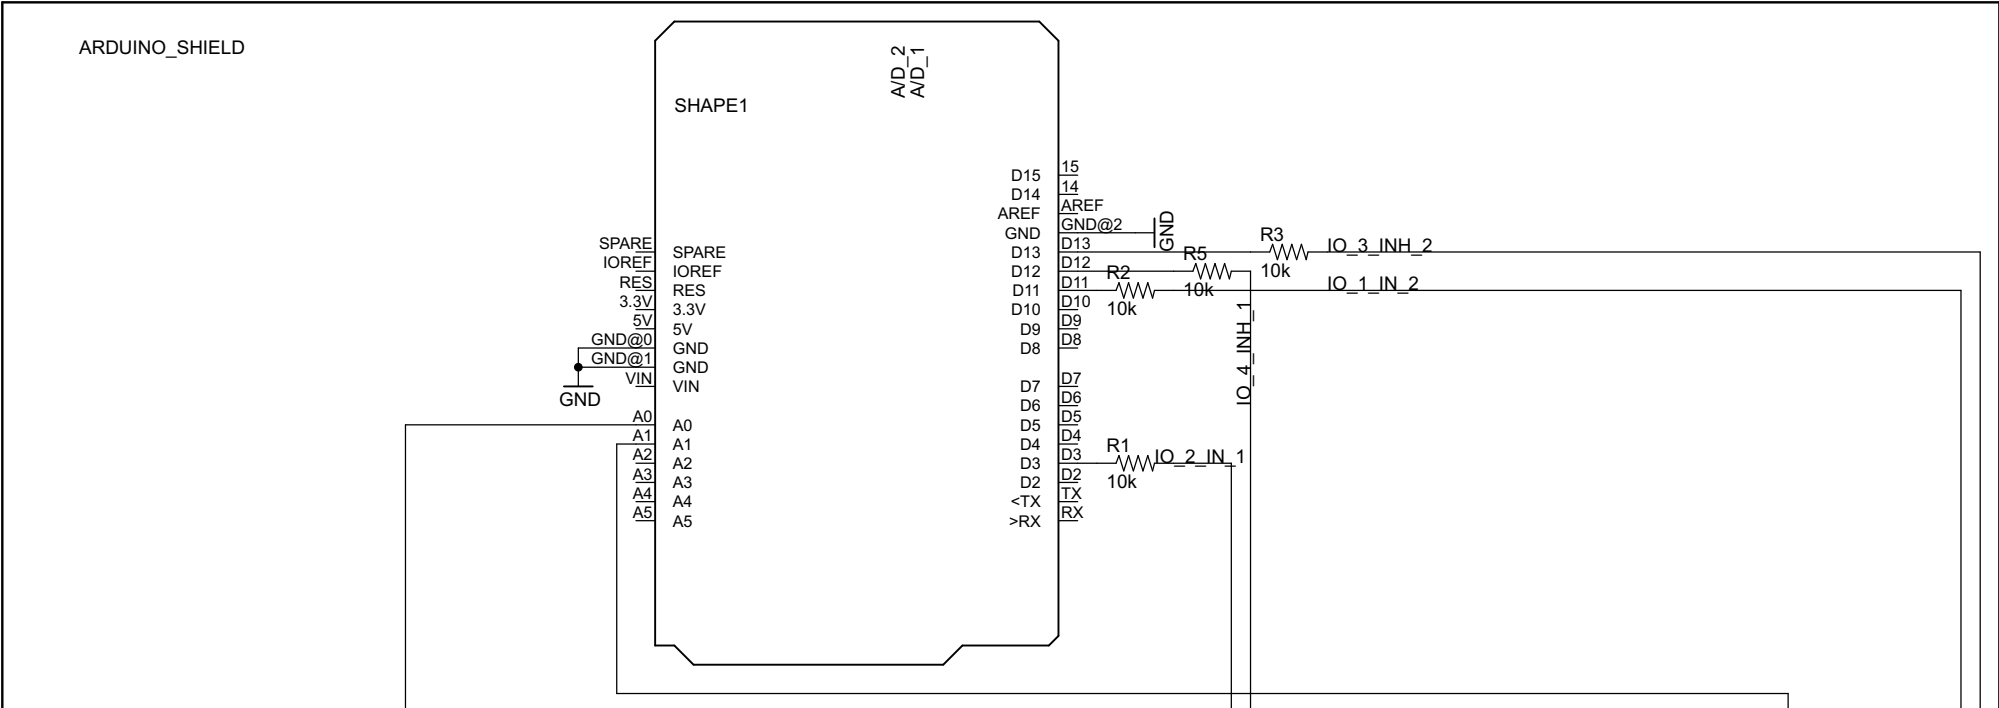 ARDUINO_SHIELD
A/D_2
A/D_1
SHAPE1
D15 15
D14 14
AREF AREF
GND GND@2 GND
D13 D13 R3 10k IO_3_INH_2
D12 D12 R5 10k IO_4_INH_1
D11 D11 R2 10k IO_1_IN_2
D10 D10
D9 D9
D8 D8
D7 D7
D6 D6
D5 D5
D4 D4
D3 D3 R1 10k IO_2_IN_1
D2 D2
<TX TX
>RX RX
SPARE SPARE
IOREF IOREF
RES RES
3.3V 3.3V
5V 5V
GND@0 GND
GND@1 GND
VIN VIN
GND
A0 A0
A1 A1
A2 A2
A3 A3
A4 A4
A5 A5